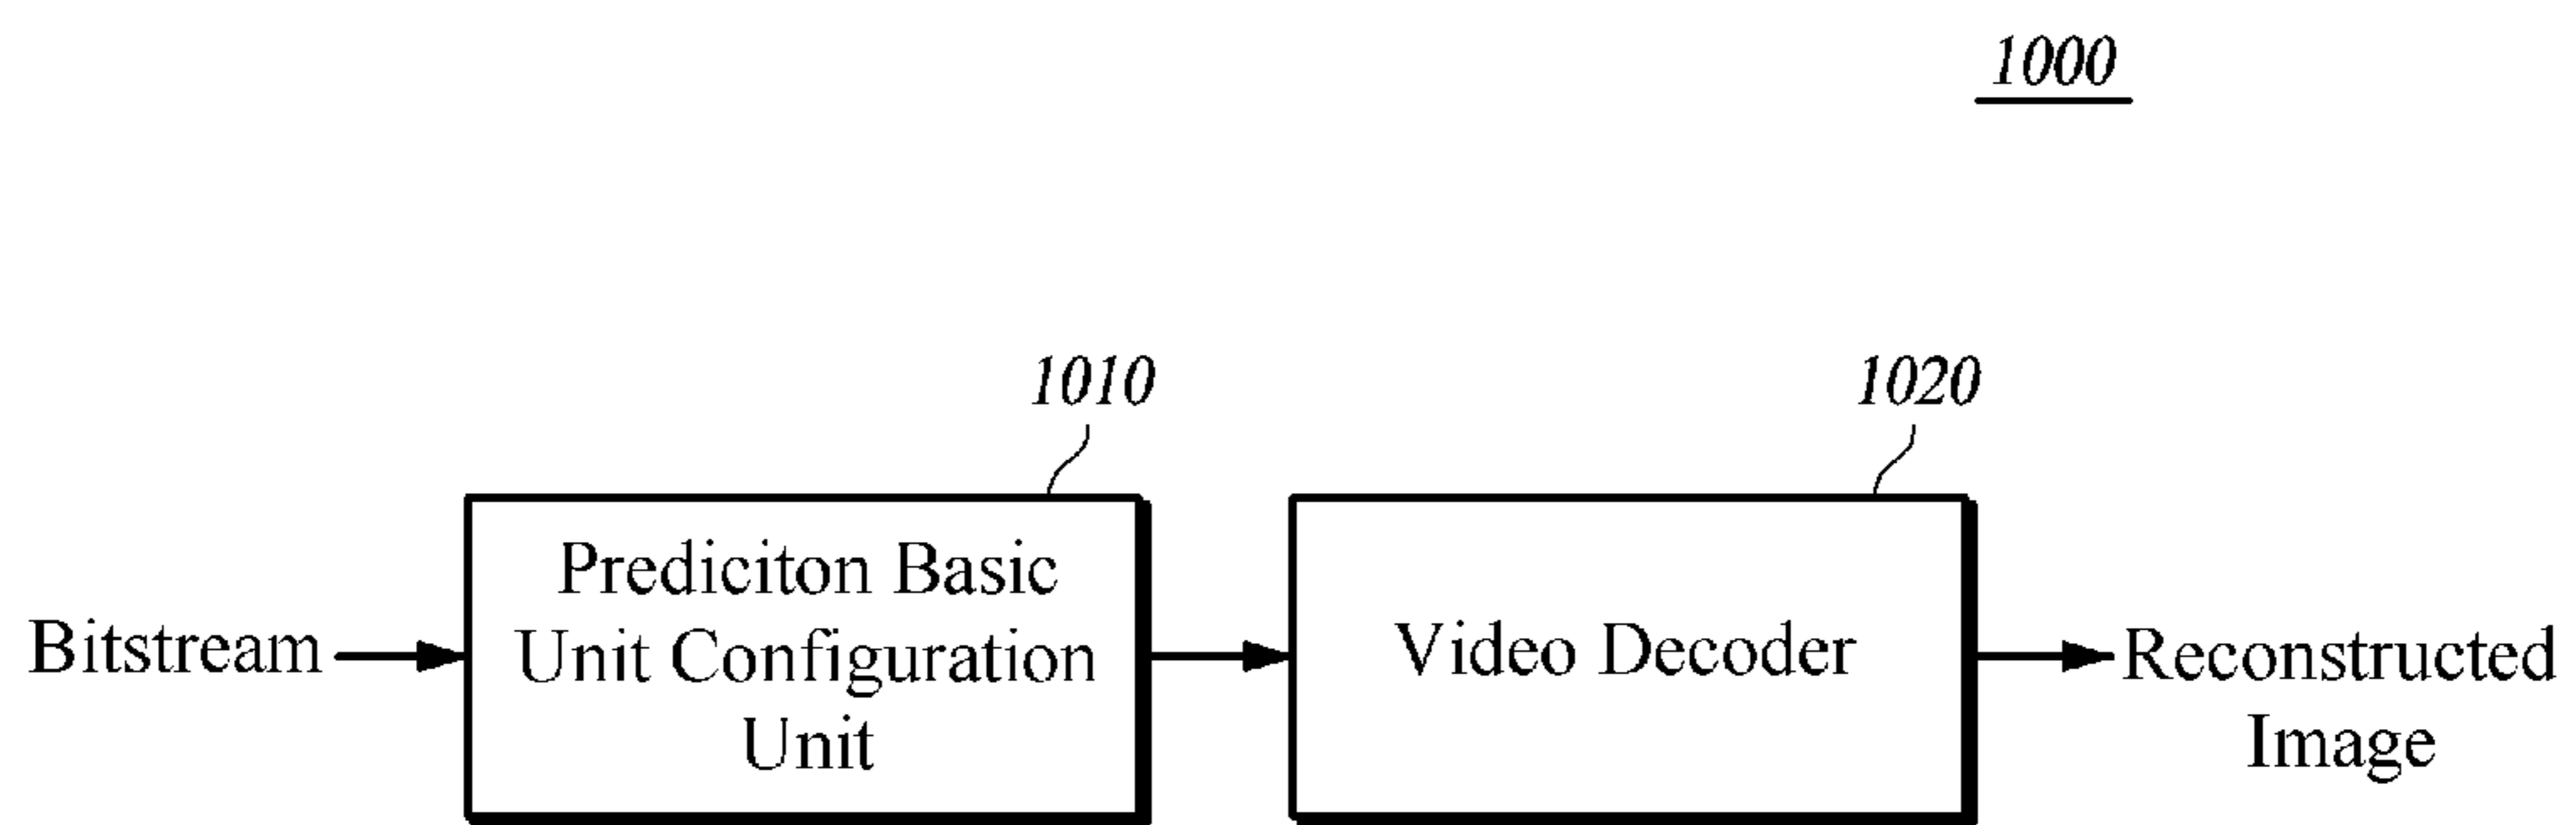 1000
1010
1020
Prediciton Basic
Unit Configuration
Unit
Bitstream
Video Decoder
Reconstructed
Image